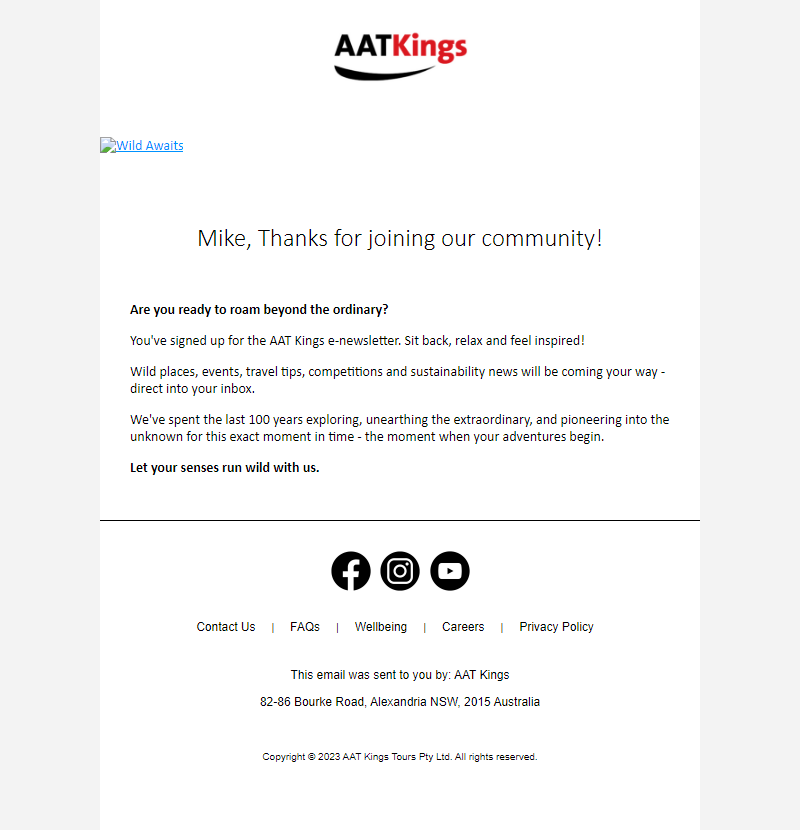 AATKings
Wild Awaits
Mike, Thanks for joining our community!
Are you ready to roam beyond the ordinary?
You've signed up for the AAT Kings e-newsletter. Sit back, relax and feel inspired!
Wild places, events, travel tips, competitions and sustainability news will be coming your way -
direct into your inbox.
We've spent the last 100 years exploring, unearthing the extraordinary, and pioneering into the
unknown for this exact moment in time - the moment when your adventures begin.
Let your senses run wild with us.
Contact Us | FAQs | Wellbeing | Careers | Privacy Policy
This email was sent to you by: AAT Kings
82-86 Bourke Road, Alexandria NSW, 2015 Australia
Copyright © 2023 AAT Kings Tours Pty Ltd. All rights reserved.